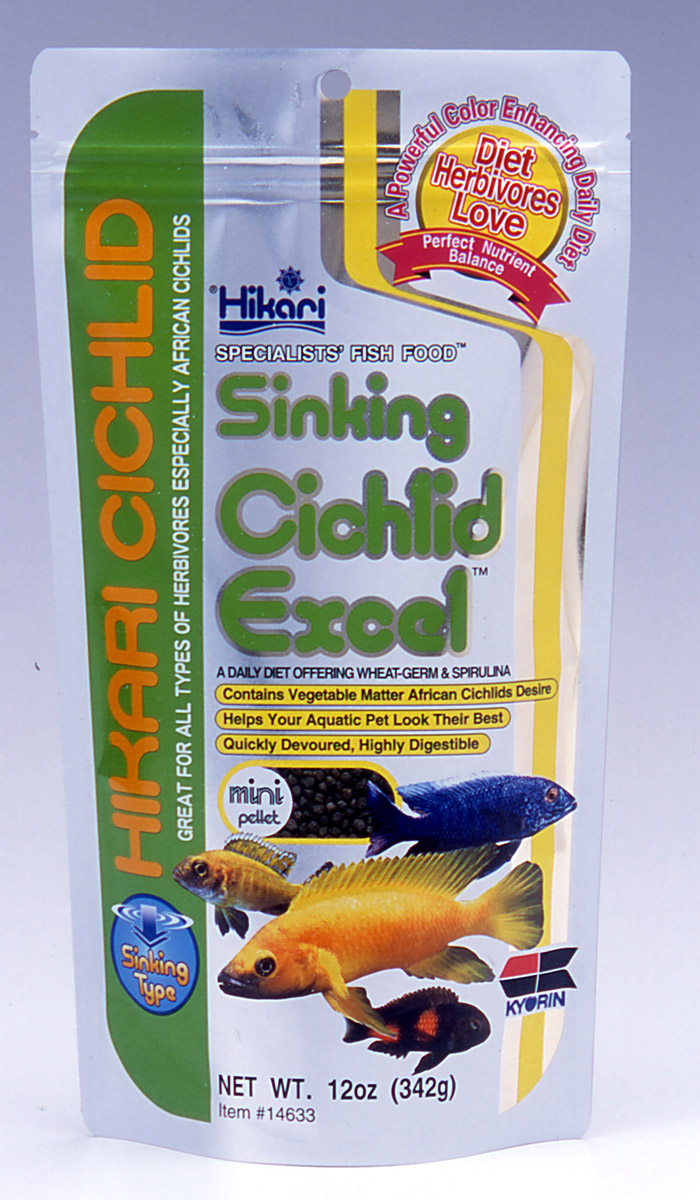 A Powerful Color Enhancing Daily Diet
Diet
Herbivores
Love
Perfect Nutrient
Balance
HIKARI CICHLID
GREAT FOR ALL TYPES OF HERBIVORES ESPECIALLY AFRICAN CICHLIDS
®Hikari
SPECIALISTS' FISH FOOD™
Sinking
Cichlid
Excel™
A DAILY DIET OFFERING WHEAT-GERM & SPIRULINA
Contains Vegetable Matter African Cichlids Desire
Helps Your Aquatic Pet Look Their Best
Quickly Devoured, Highly Digestible
mini
pellet
Sinking
Type
KYORIN
NET WT. 12oz (342g)
Item #14633